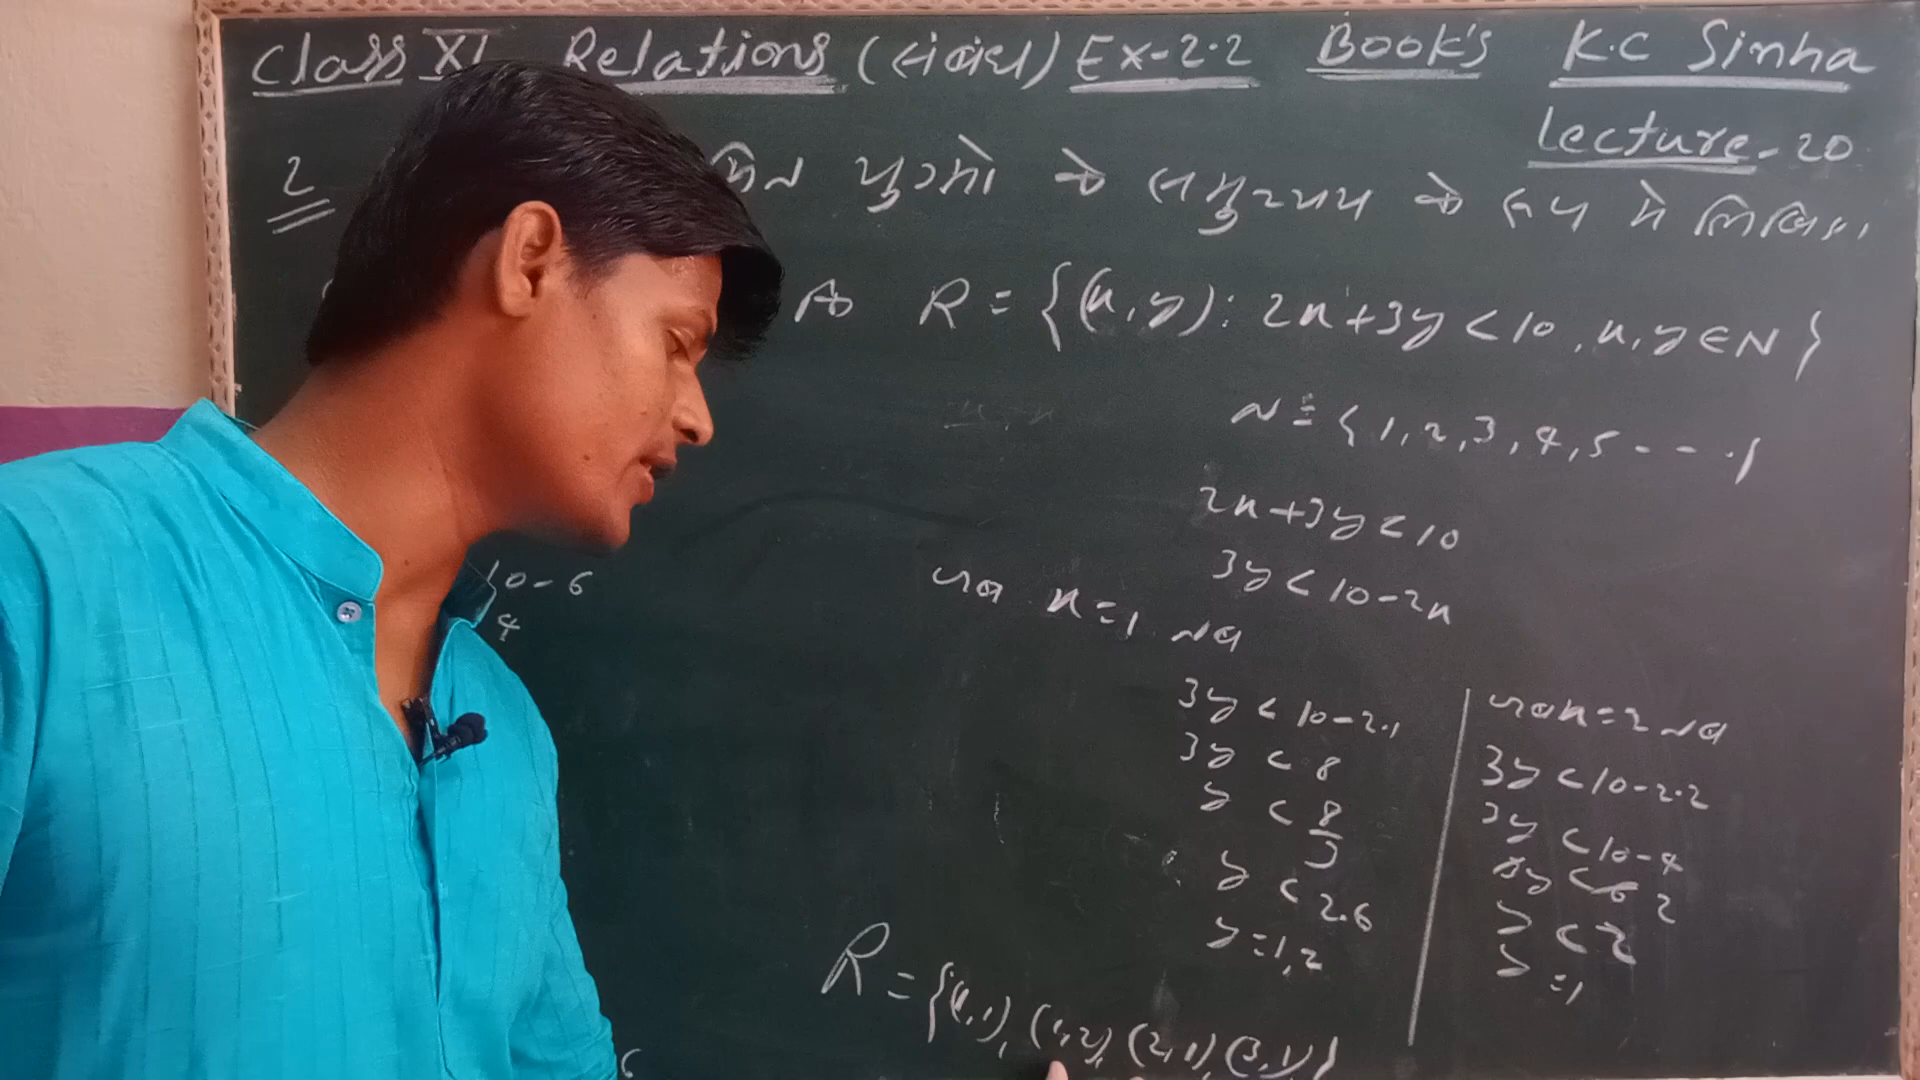 Class XI Relations (संबंध) Ex-2.2 Book's K.C Sinha
Lecture-20
2 युग्मों के समुच्चय के रूप में लिखिए,
कि R = {(x,y): 2x+3y<10, x,y∈N}
N = {1,2,3,4,5---.}
2x+3y<10
3y<10-2x
10-6
4
जब x=1 तब
3y<10-2.1
3y<8
y<8/3
y<2.6
y=1,2
जब x=2 तब
3y<10-2.2
3y<10-4
3y<6 2
y<2
y=1
R={(1,1),(1,2),(2,1),(3,1)}
6